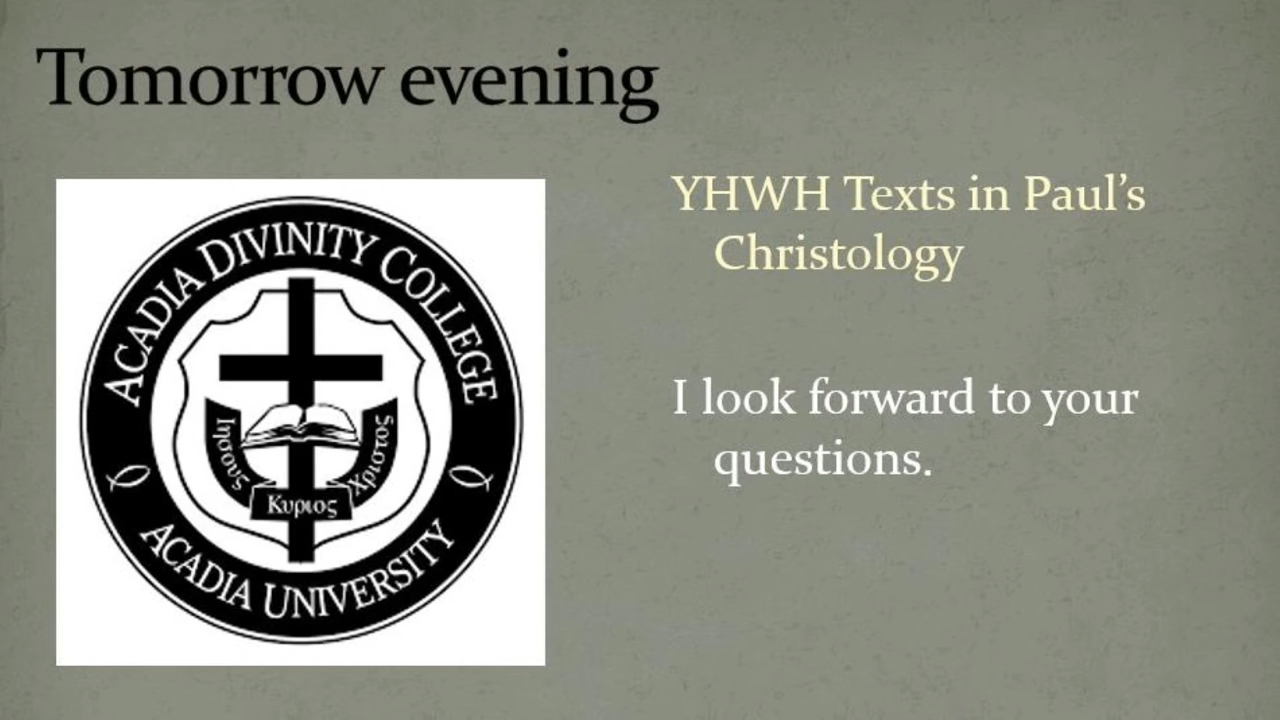 Tomorrow evening
ACADIA DIVINITY COLLEGE
Ιησους
Κυριος
Χριστος
ACADIA UNIVERSITY
YHWH Texts in Paul’s
Christology
I look forward to your
questions.